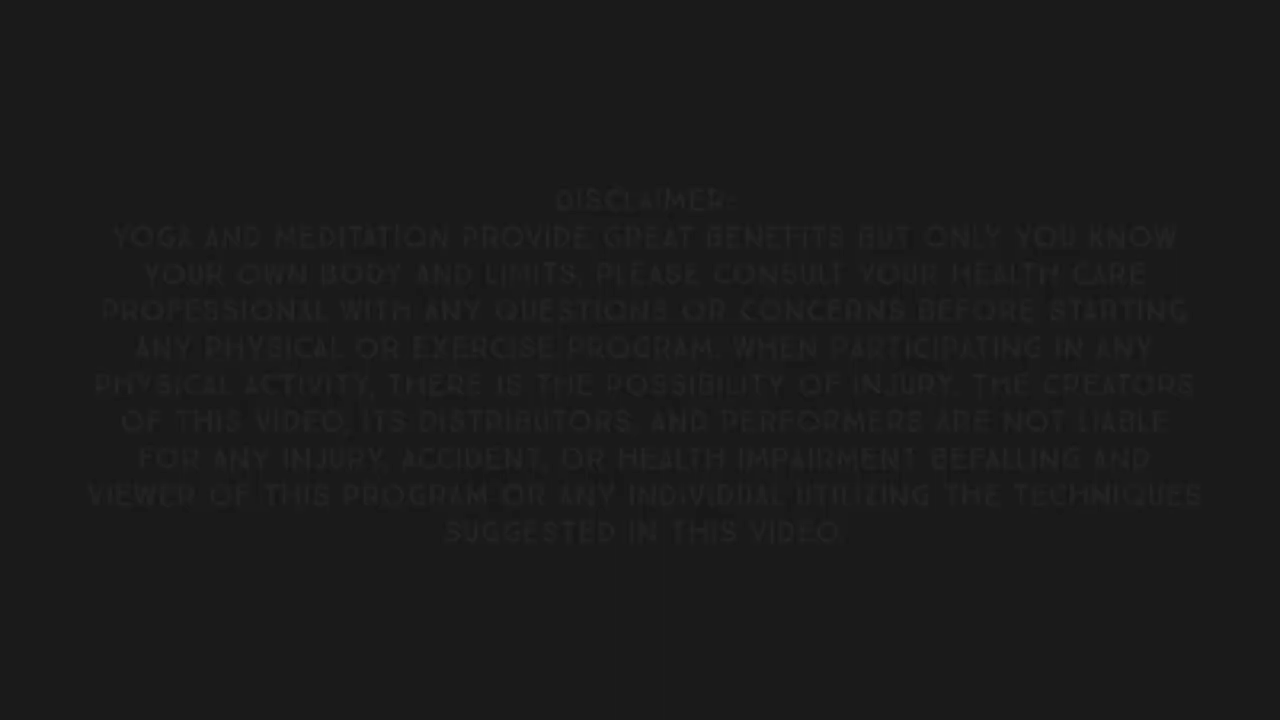 DISCLAIMER:
YOGA AND MEDITATION PROVIDE GREAT BENEFITS BUT ONLY YOU KNOW
YOUR OWN BODY AND LIMITS. PLEASE CONSULT YOUR HEALTH CARE
PROFESSIONAL WITH ANY QUESTIONS OR CONCERNS BEFORE STARTING
ANY PHYSICAL OR EXERCISE PROGRAM. WHEN PARTICIPATING IN ANY
PHYSICAL ACTIVITY, THERE IS THE POSSIBILITY OF INJURY. THE CREATORS
OF THIS VIDEO, ITS DISTRIBUTORS, AND PERFORMERS ARE NOT LIABLE
FOR ANY INJURY, ACCIDENT, OR HEALTH IMPAIRMENT BEFALLING AND
VIEWER OF THIS PROGRAM OR ANY INDIVIDUAL UTILIZING THE TECHNIQUES
SUGGESTED IN THIS VIDEO.